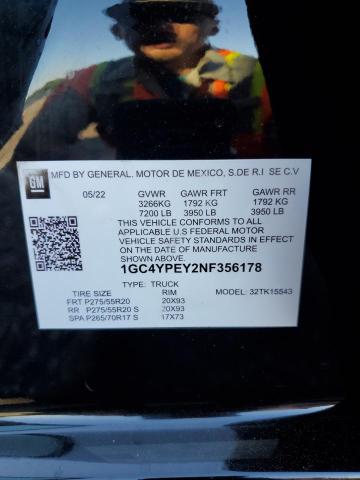 GM
MFD BY GENERAL. MOTOR DE MEXICO, S.DE R.I SE C.V
05/22 GVWR GAWR FRT GAWR RR
3266KG 1792 KG 1792 KG
7200 LB 3950 LB 3950 LB
THIS VEHICLE CONFORMS TO ALL
APPLICABLE U.S FEDERAL MOTOR
VEHICLE SAFETY STANDARDS IN EFFECT
ON THE DATE OF MANUFACTURE
SHOWN ABOVE.
1GC4YPEY2NF356178
TYPE: TRUCK
TIRE SIZE RIM MODEL: 32TK15543
FRT P275/55R20 20X93
RR P275/55R20 S 20X93
SPA P265/70R17 S 17X73